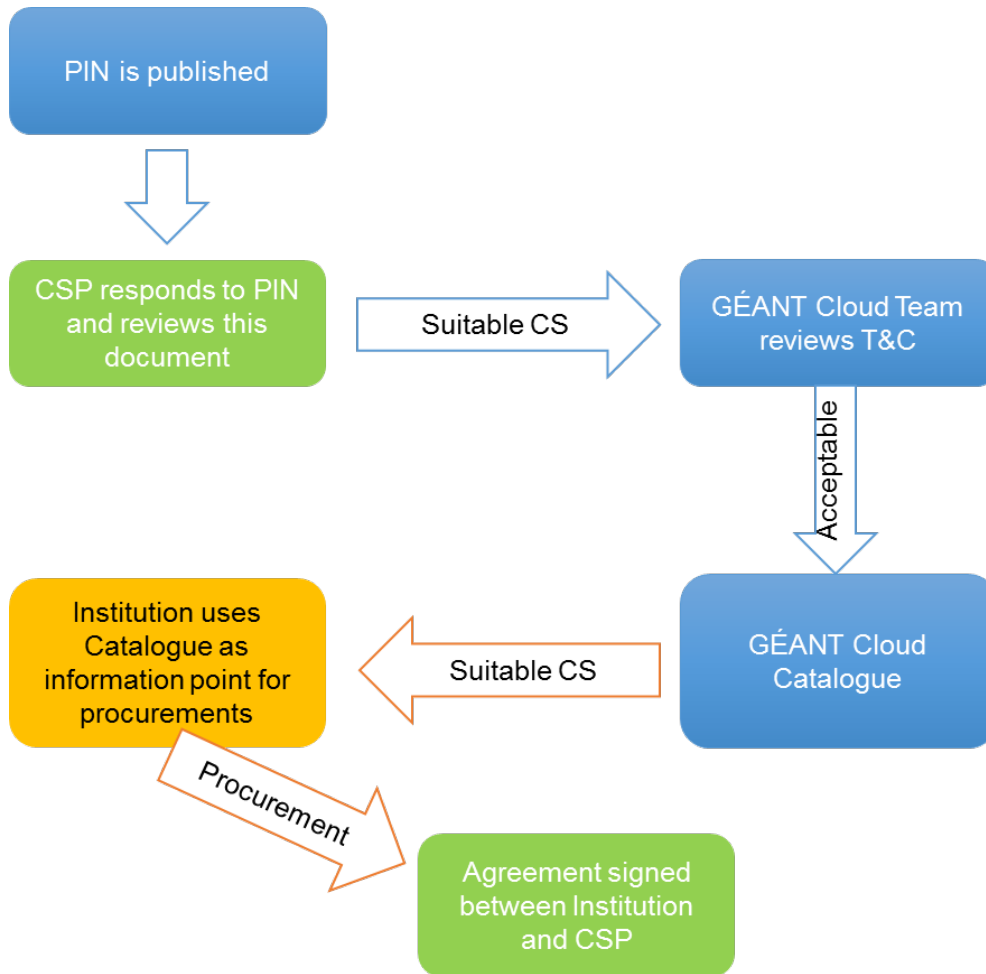 PIN is published
CSP responds to PIN
and reviews this
document
Suitable CS
GÉANT Cloud Team
reviews T&C
Acceptable
GÉANT Cloud
Catalogue
Suitable CS
Institution uses
Catalogue as
information point for
procurements
Procurement
Agreement signed
between Institution
and CSP